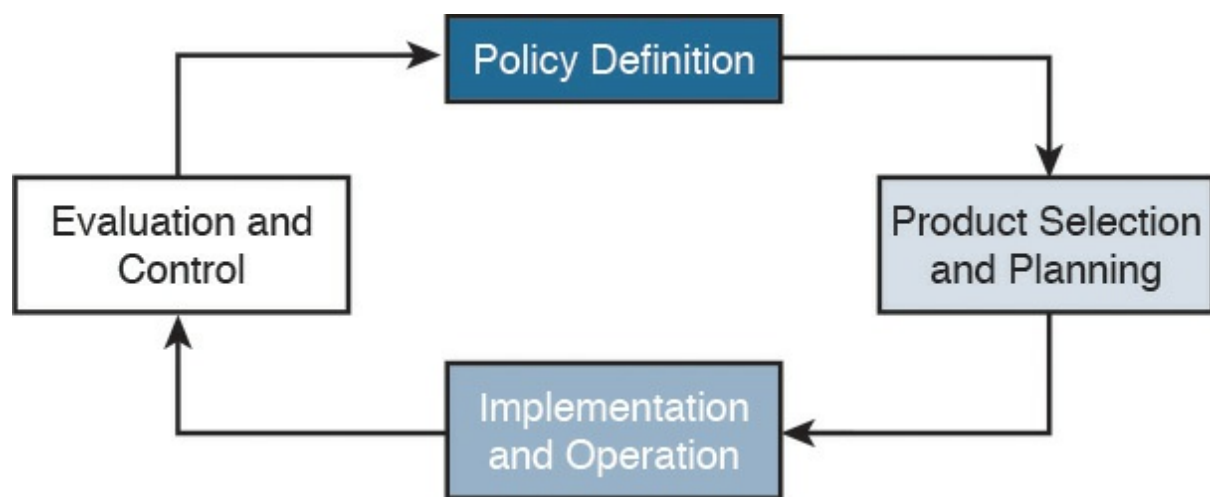 Policy Definition
Evaluation and
Control
Product Selection
and Planning
Implementation
and Operation